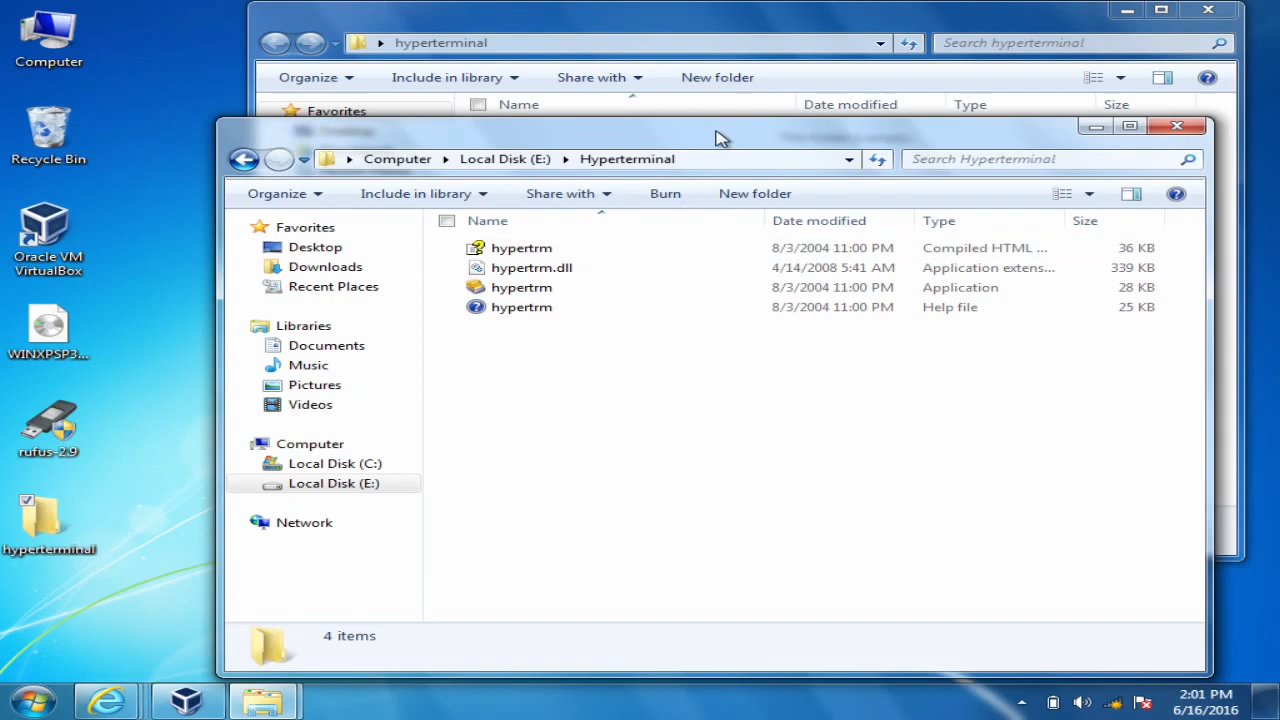 Computer
Recycle Bin
Oracle VM
VirtualBox
WINXPSP3...
rufus-2.9
hyperterminal
hyperterminal
Search hyperterminal
Organize
Include in library
Share with
New folder
Favorites
Name
Date modified
Type
Size
Desktop
Computer
Local Disk (E:)
Hyperterminal
Search Hyperterminal
Organize
Include in library
Share with
Burn
New folder
Favorites
Desktop
Downloads
Recent Places
Libraries
Documents
Music
Pictures
Videos
Computer
Local Disk (C:)
Local Disk (E:)
Network
Name Date modified Type Size
hypertrm 8/3/2004 11:00 PM Compiled HTML ... 36 KB
hypertrm.dll 4/14/2008 5:41 AM Application extens... 339 KB
hypertrm 8/3/2004 11:00 PM Application 28 KB
hypertrm 8/3/2004 11:00 PM Help file 25 KB
4 items
2:01 PM
6/16/2016